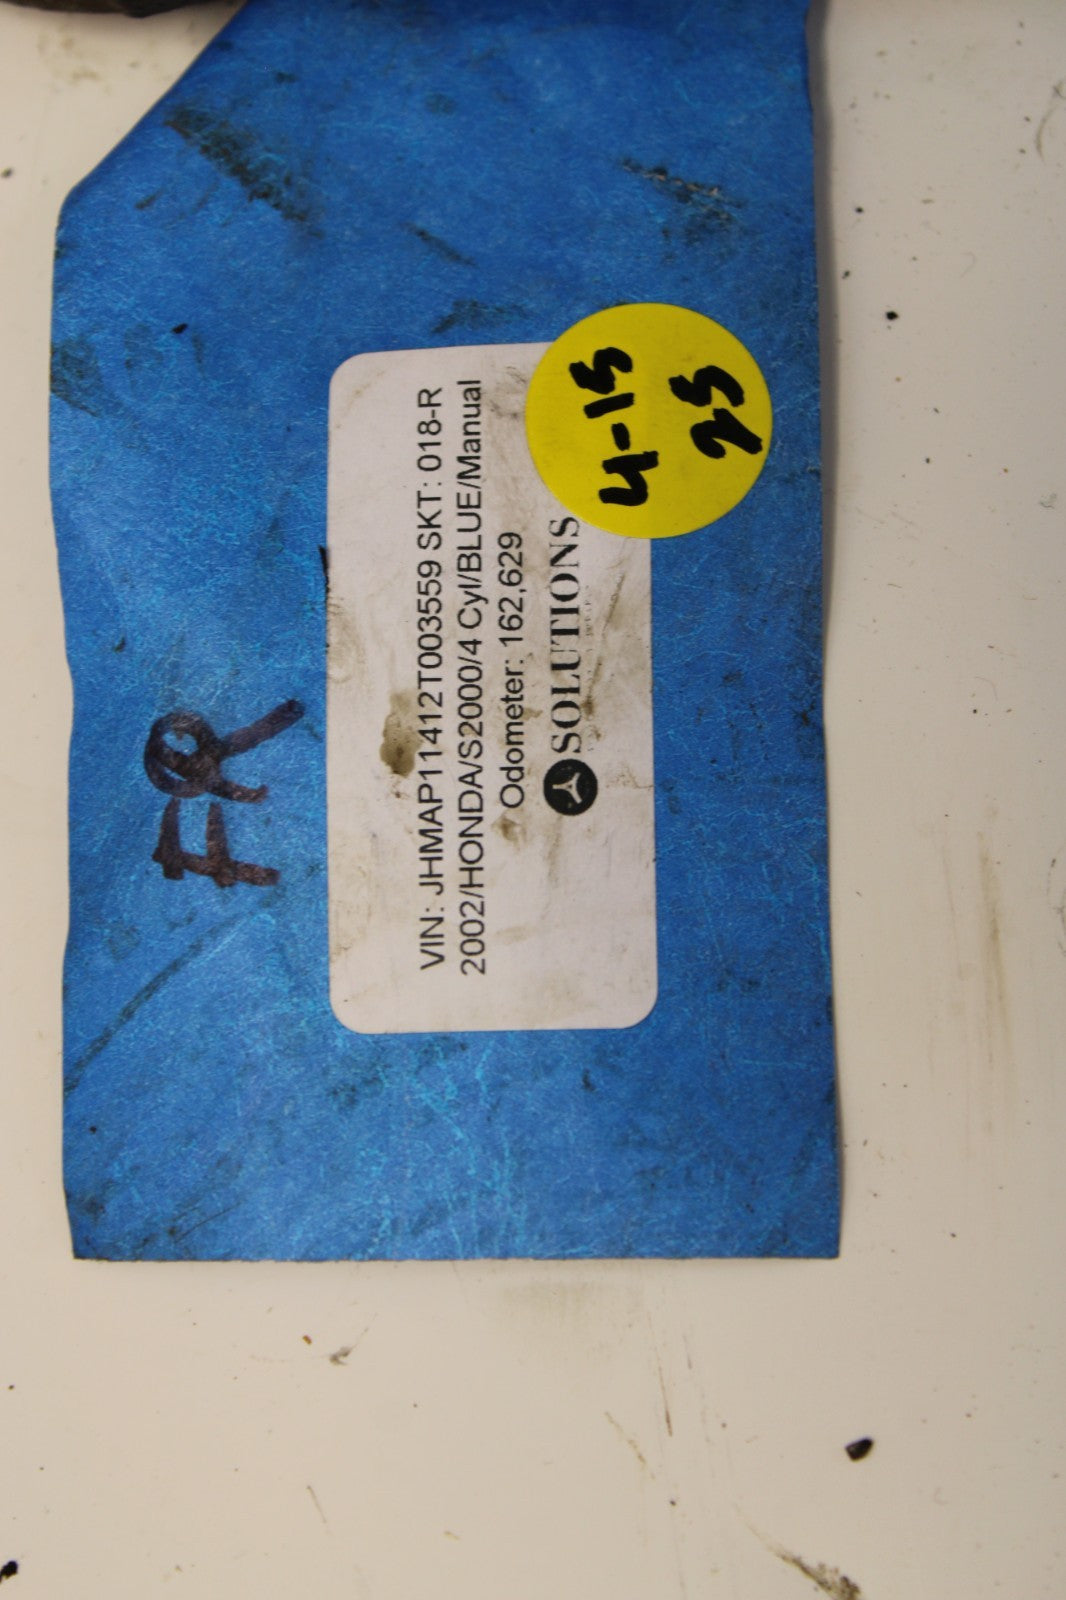 FR
VIN: JHMAP11412T003559 SKT: 018-R
2002/HONDA/S2000/4 Cyl/BLUE/Manual
Odometer: 162,629
SOLUTIONS
4-15
25